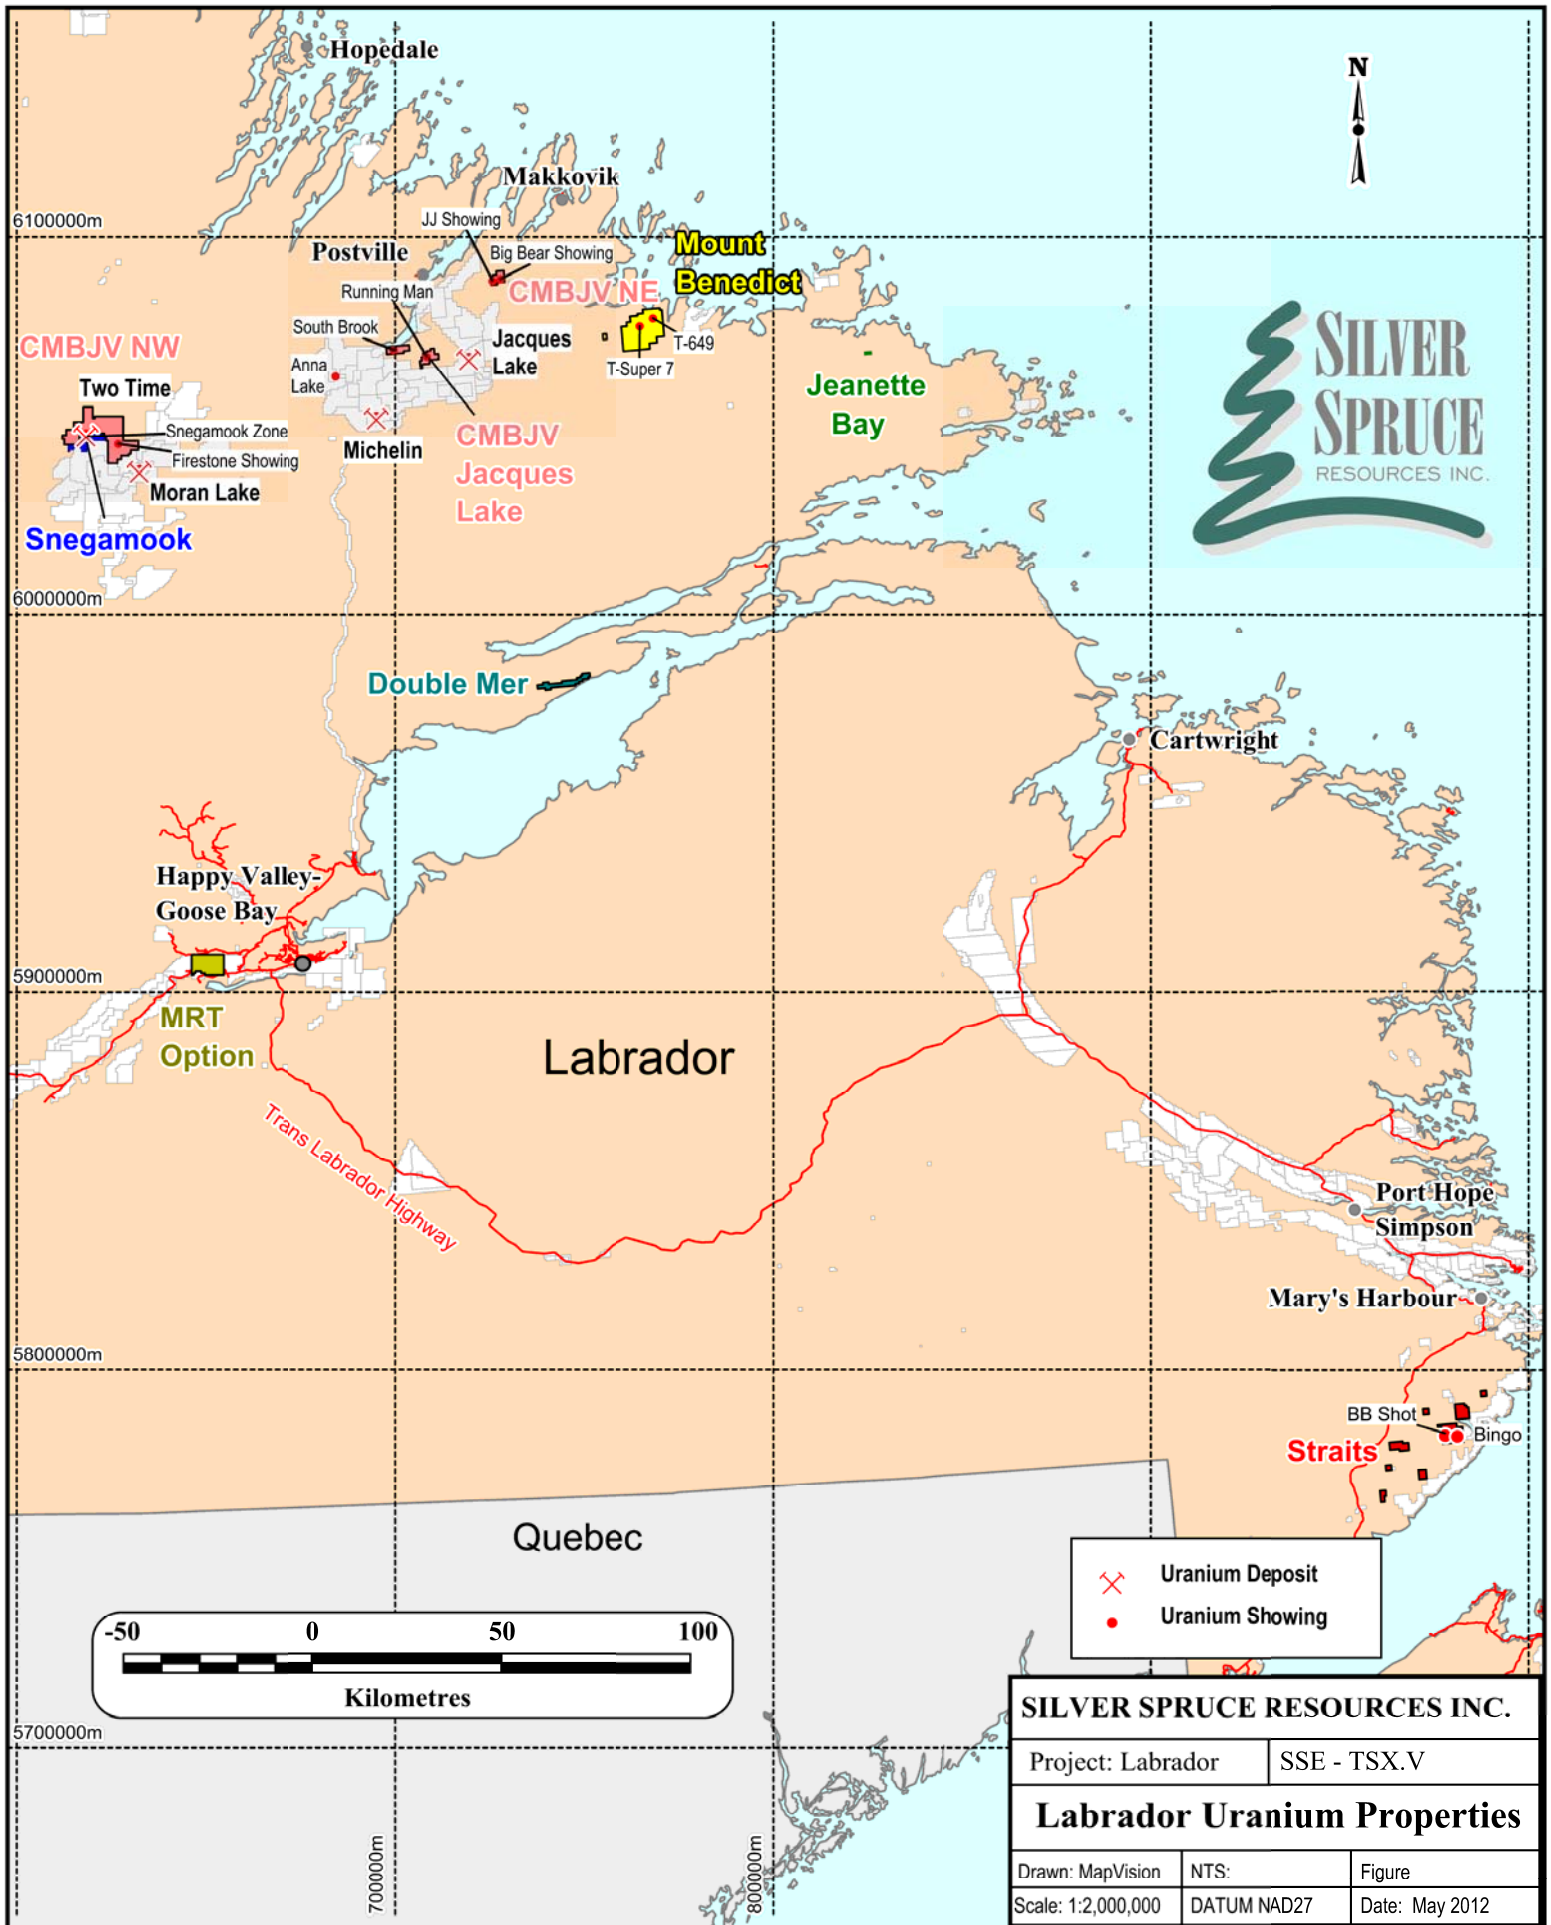 Hopedale
N
Makkovik
6100000m
JJ Showing
Postville
Big Bear Showing
Mount
Benedict
Running Man
CMBJV NE
South Brook
CMBJV NW
Jacques
Lake
T-649
Anna
Lake
T-Super 7
Two Time
Jeanette
Bay
SILVER
SPRUCE
RESOURCES INC.
Snegamook Zone
Firestone Showing
Michelin
CMBJV
Jacques
Lake
Moran Lake
Snegamook
6000000m
Double Mer
Cartwright
Happy Valley-
Goose Bay
5900000m
MRT
Option
Labrador
Trans Labrador Highway
Port Hope
Simpson
Mary's Harbour
5800000m
BB Shot
Bingo
Straits
Quebec
Uranium Deposit
Uranium Showing
-50 0 50 100
Kilometres
5700000m
700000m
800000m
SILVER SPRUCE RESOURCES INC.
Project: Labrador
SSE - TSX.V
Labrador Uranium Properties
Drawn: MapVision
NTS:
Figure
Scale: 1:2,000,000
DATUM NAD27
Date: May 2012